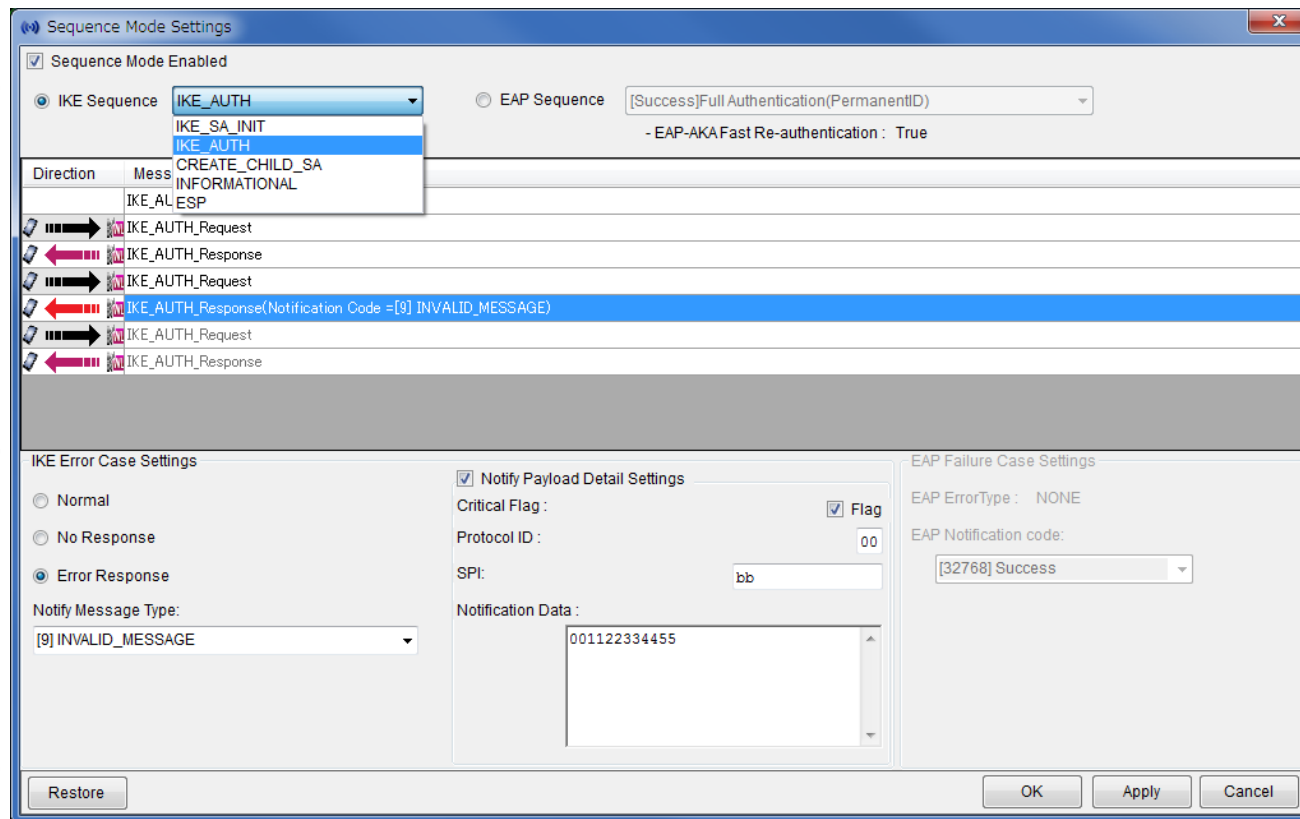 Sequence Mode Settings
Sequence Mode Enabled
IKE Sequence IKE_AUTH EAP Sequence [Success]Full Authentication(PermanentID)
- EAP-AKA Fast Re-authentication : True
IKE_SA_INIT
IKE_AUTH
CREATE_CHILD_SA
INFORMATIONAL
ESP
Direction Mess
IKE_AU
IKE_AUTH_Request
IKE_AUTH_Response
IKE_AUTH_Request
IKE_AUTH_Response(Notification Code =[9] INVALID_MESSAGE)
IKE_AUTH_Request
IKE_AUTH_Response
IKE Error Case Settings
Normal
No Response
Error Response
Notify Message Type:
[9] INVALID_MESSAGE
Notify Payload Detail Settings
Critical Flag : Flag
Protocol ID : 00
SPI: bb
Notification Data :
001122334455
EAP Failure Case Settings
EAP ErrorType : NONE
EAP Notification code:
[32768] Success
Restore OK Apply Cancel